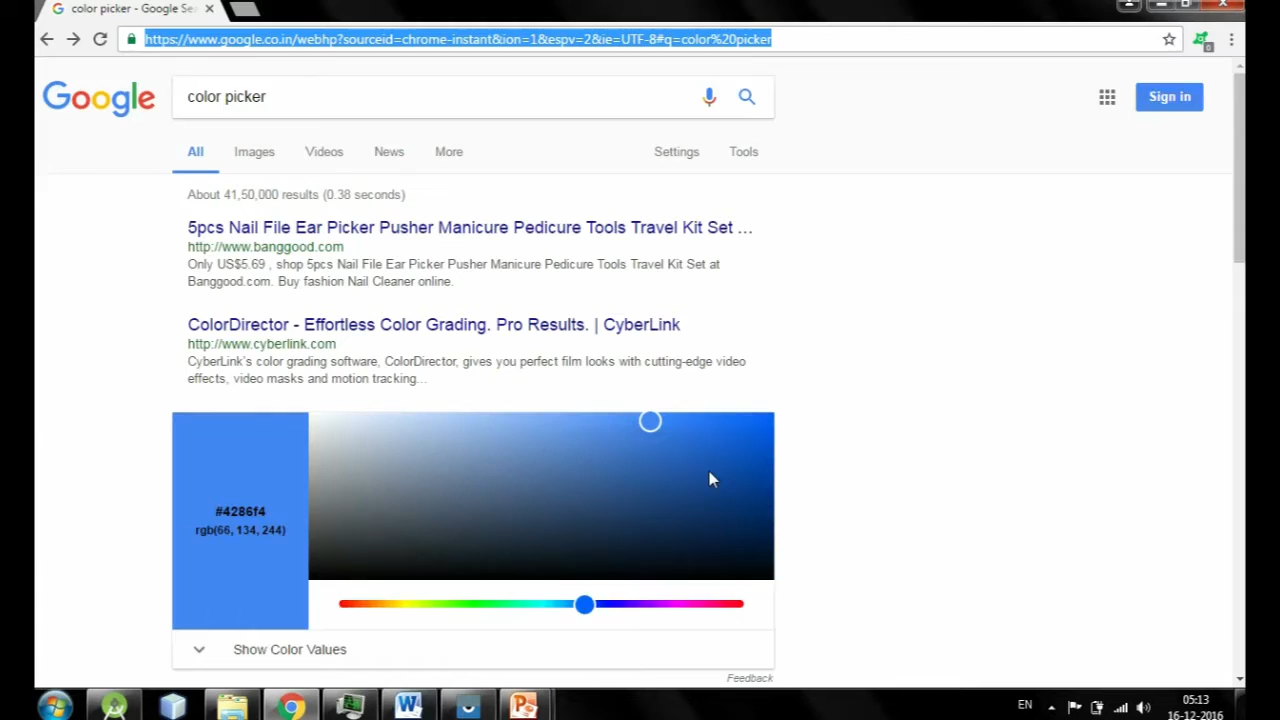 color picker - Google Se
https://www.google.co.in/webhp?sourceid=chrome-instant&ion=1&espv=2&ie=UTF-8#q=color%20picker
Google
color picker
Sign in
All Images Videos News More Settings Tools
About 41,50,000 results (0.38 seconds)
5pcs Nail File Ear Picker Pusher Manicure Pedicure Tools Travel Kit Set ...
http://www.banggood.com
Only US$5.69 , shop 5pcs Nail File Ear Picker Pusher Manicure Pedicure Tools Travel Kit Set at
Banggood.com. Buy fashion Nail Cleaner online.
ColorDirector - Effortless Color Grading. Pro Results. | CyberLink
http://www.cyberlink.com
CyberLink's color grading software, ColorDirector, gives you perfect film looks with cutting-edge video
effects, video masks and motion tracking...
#4286f4
rgb(66, 134, 244)
Show Color Values
Feedback
EN
05:13
16-12-2016